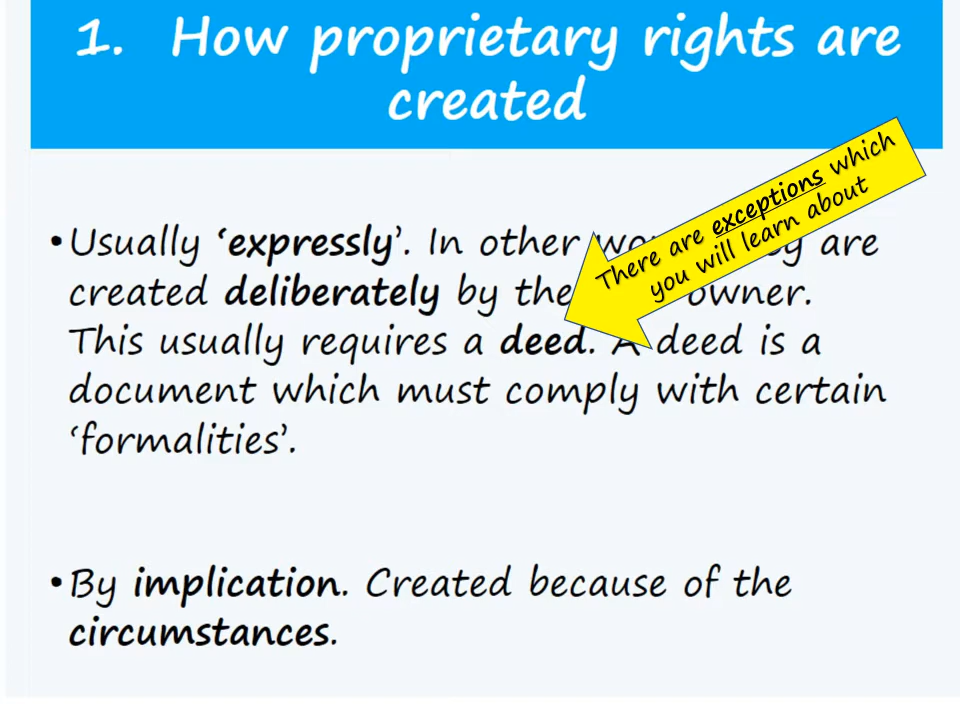 1. How proprietary rights are
created
• Usually ‘expressly’. In other are
created deliberately by the owner.
This usually requires a deed. A deed is a
document which must comply with certain
‘formalities’.
There are exceptions which
you will learn about
• By implication. Created because of the
circumstances.